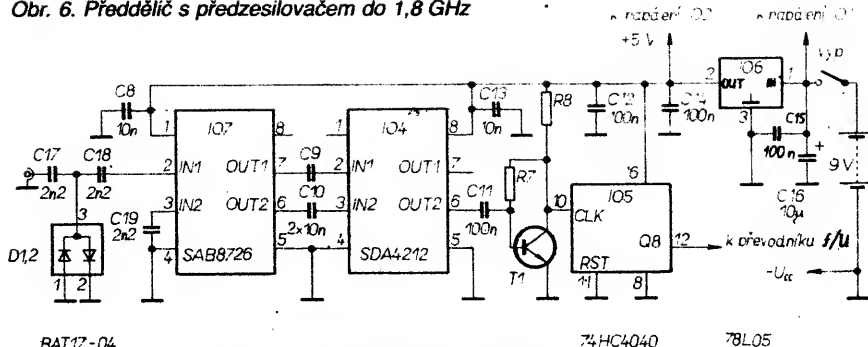 Obr. 6. Předdělič s předzesilovačem do 1,8 GHz
k napájení
k napájení
+5 V
IO6
OUT
IN
2
1
3
vyp
C8
10n
IO7
1
8
C13
10n
IO4
1
8
R8
C12
100n
C14
100n
C15
100n
9V
C16
10µ
C17
2n2
C18
2n2
2
IN1
OUT1
7
C9
2
IN1
OUT1
7
R7
16
3
IN2
OUT2
6
C10
2x10n
3
IN2
OUT2
6
C11
100n
10
IO5
CLK
Q8
12
k převodníku f/U
C19
2n2
4
SAB8726
5
4
SDA4212
5
T1
RST
11
8
-Ucc
3
D1,2
1
2
BAT17-04
74HC4040
78L05